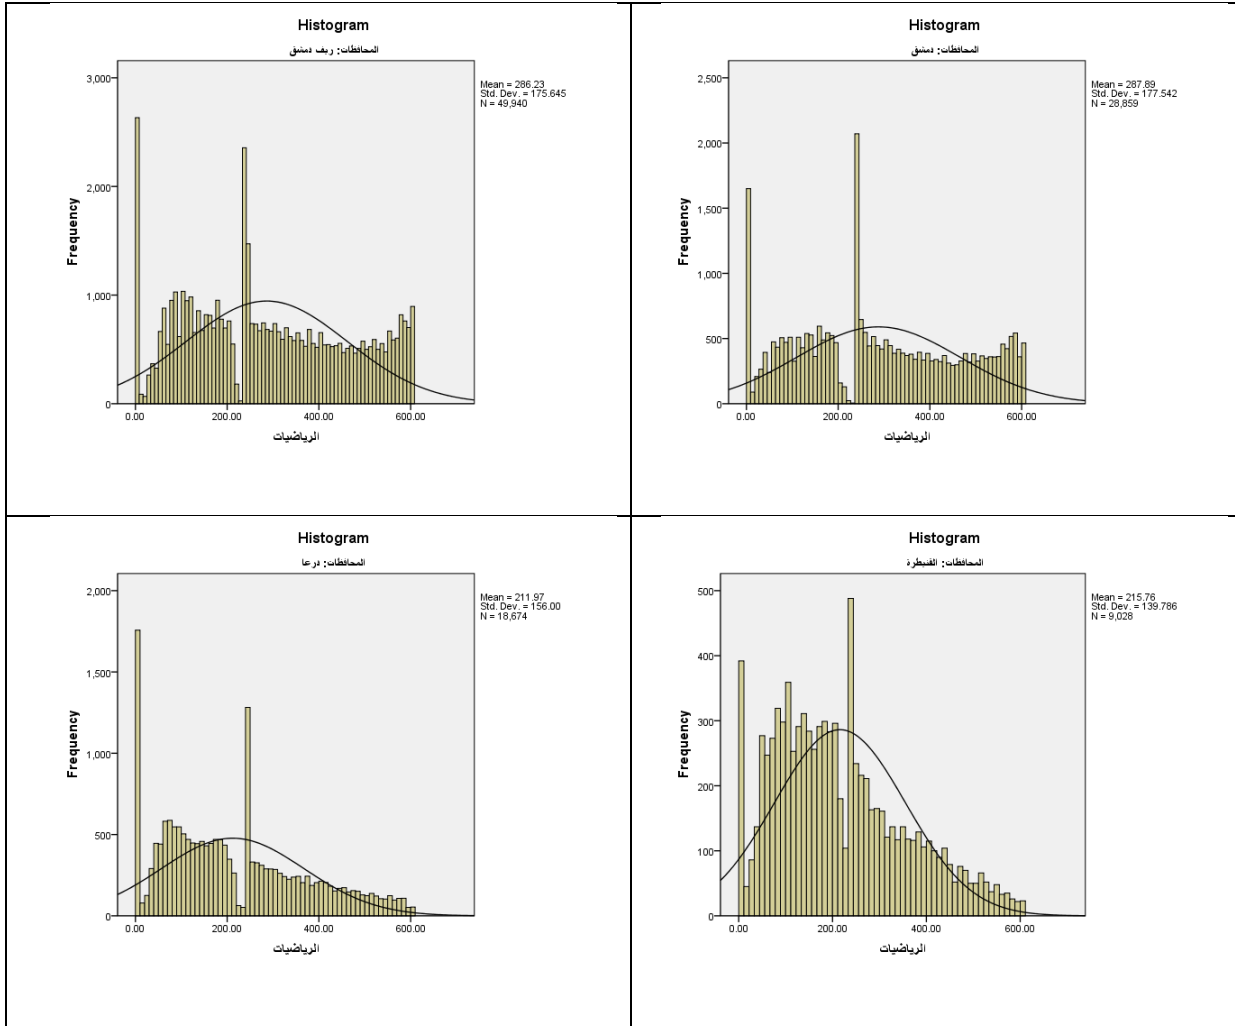 Histogram
المحافظات: ريف دمشق
3,000
2,000
1,000
0
Frequency
0.00 200.00 400.00 600.00
الرياضيات
Mean = 286.23
Std. Dev. = 175.645
N = 49,940
Histogram
المحافظات: دمشق
2,500
2,000
1,500
1,000
500
0
Frequency
0.00 200.00 400.00 600.00
الرياضيات
Mean = 287.89
Std. Dev. = 177.542
N = 28,859
Histogram
المحافظات: درعا
2,000
1,500
1,000
500
0
Frequency
0.00 200.00 400.00 600.00
الرياضيات
Mean = 211.97
Std. Dev. = 156.00
N = 18,674
Histogram
المحافظات: القنيطرة
500
400
300
200
100
0
Frequency
0.00 200.00 400.00 600.00
الرياضيات
Mean = 215.76
Std. Dev. = 139.786
N = 9,028